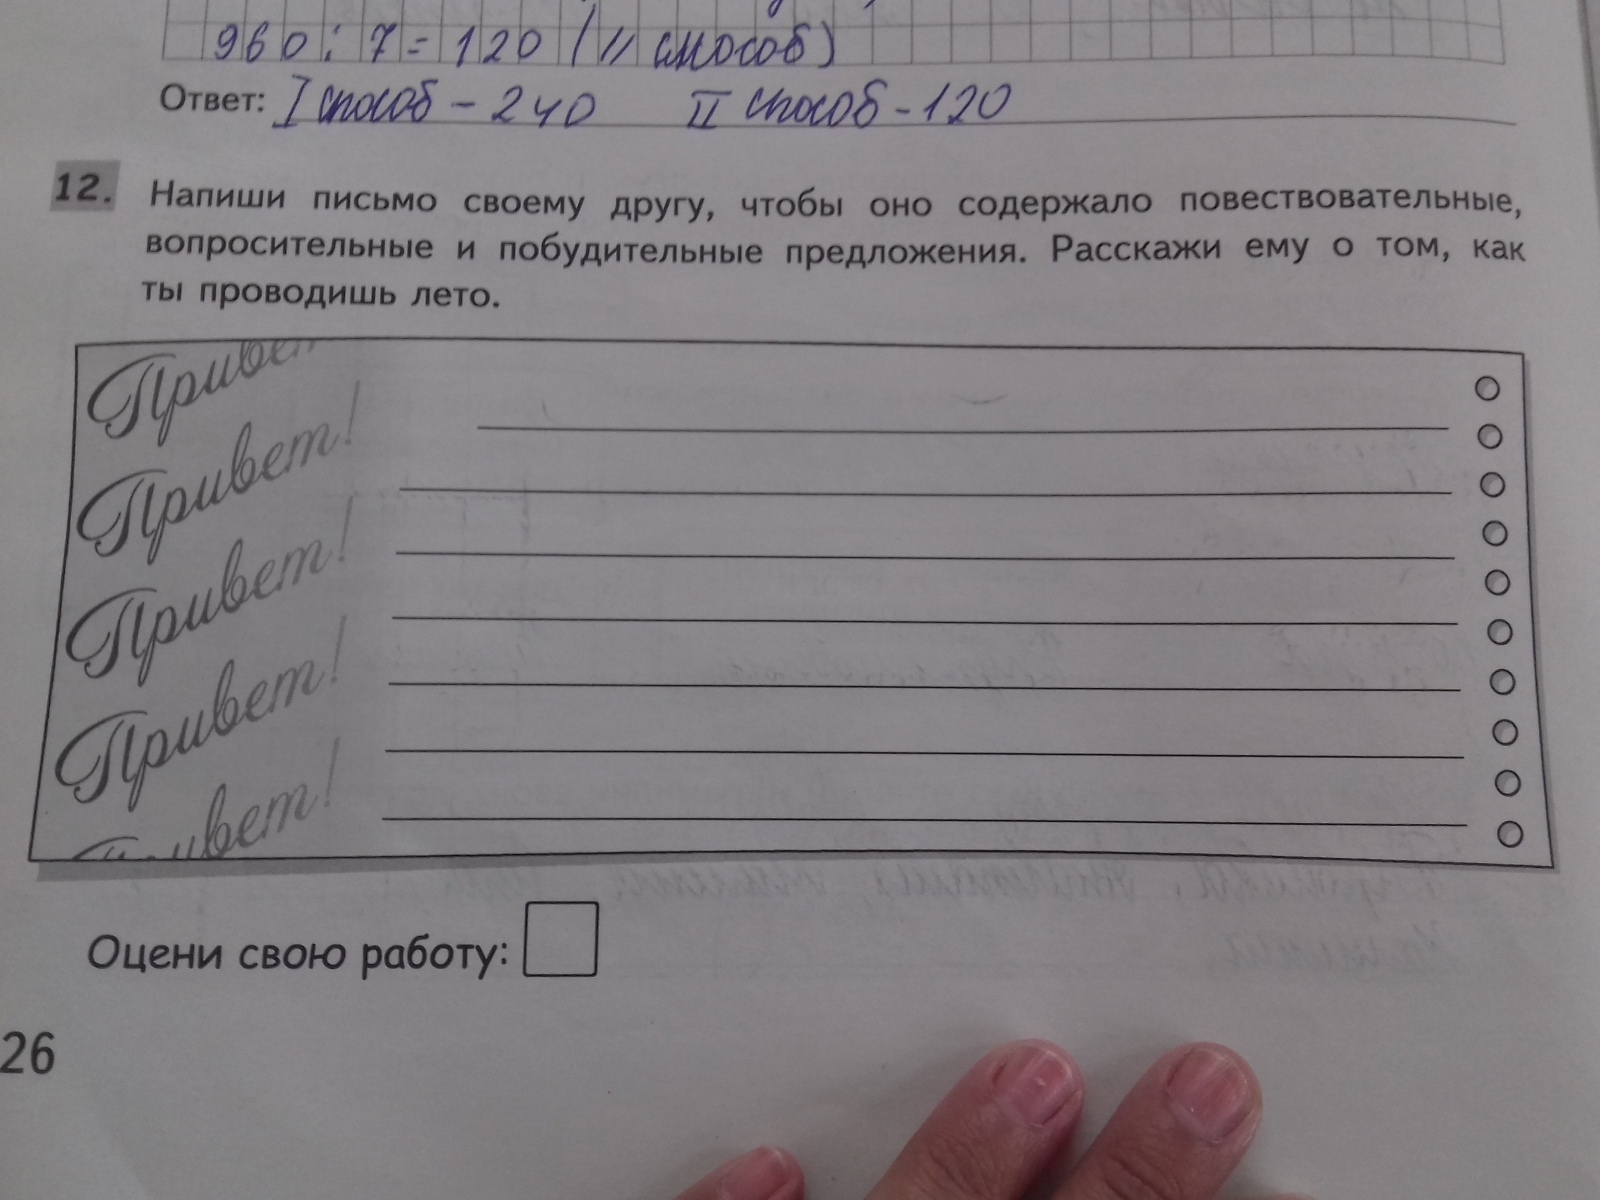 960 : 7 = 120 (II способ)
Ответ: I способ - 240 II способ - 120
12. Напиши письмо своему другу, чтобы оно содержало повествовательные,
вопросительные и побудительные предложения. Расскажи ему о том, как
ты проводишь лето.
Привет
Привет!
Привет!
Привет!
Привет!
Оцени свою работу:
26